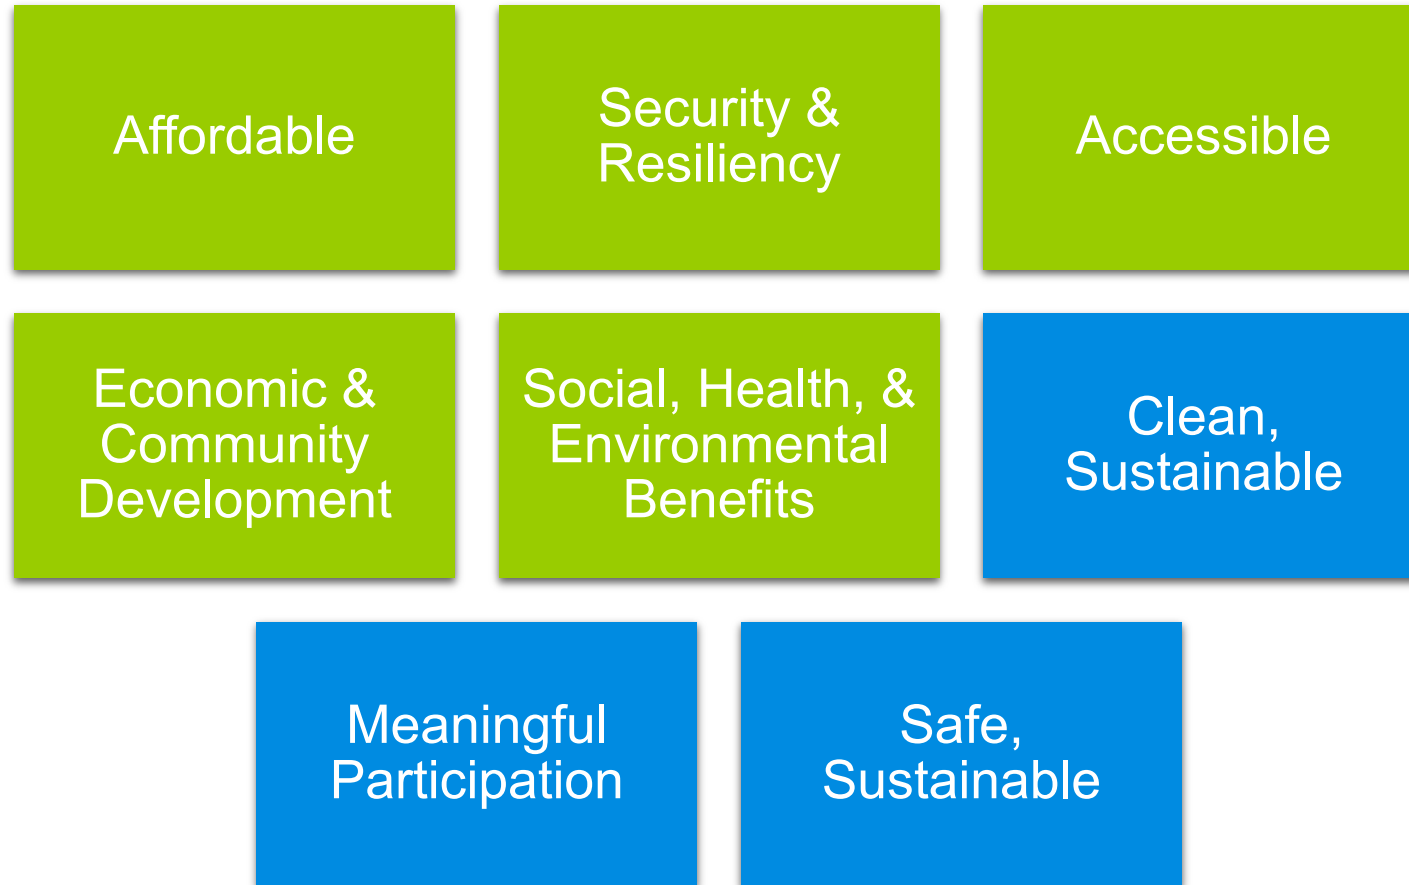 Affordable
Security &
Resiliency
Accessible
Economic &
Community
Development
Social, Health, &
Environmental
Benefits
Clean,
Sustainable
Meaningful
Participation
Safe,
Sustainable